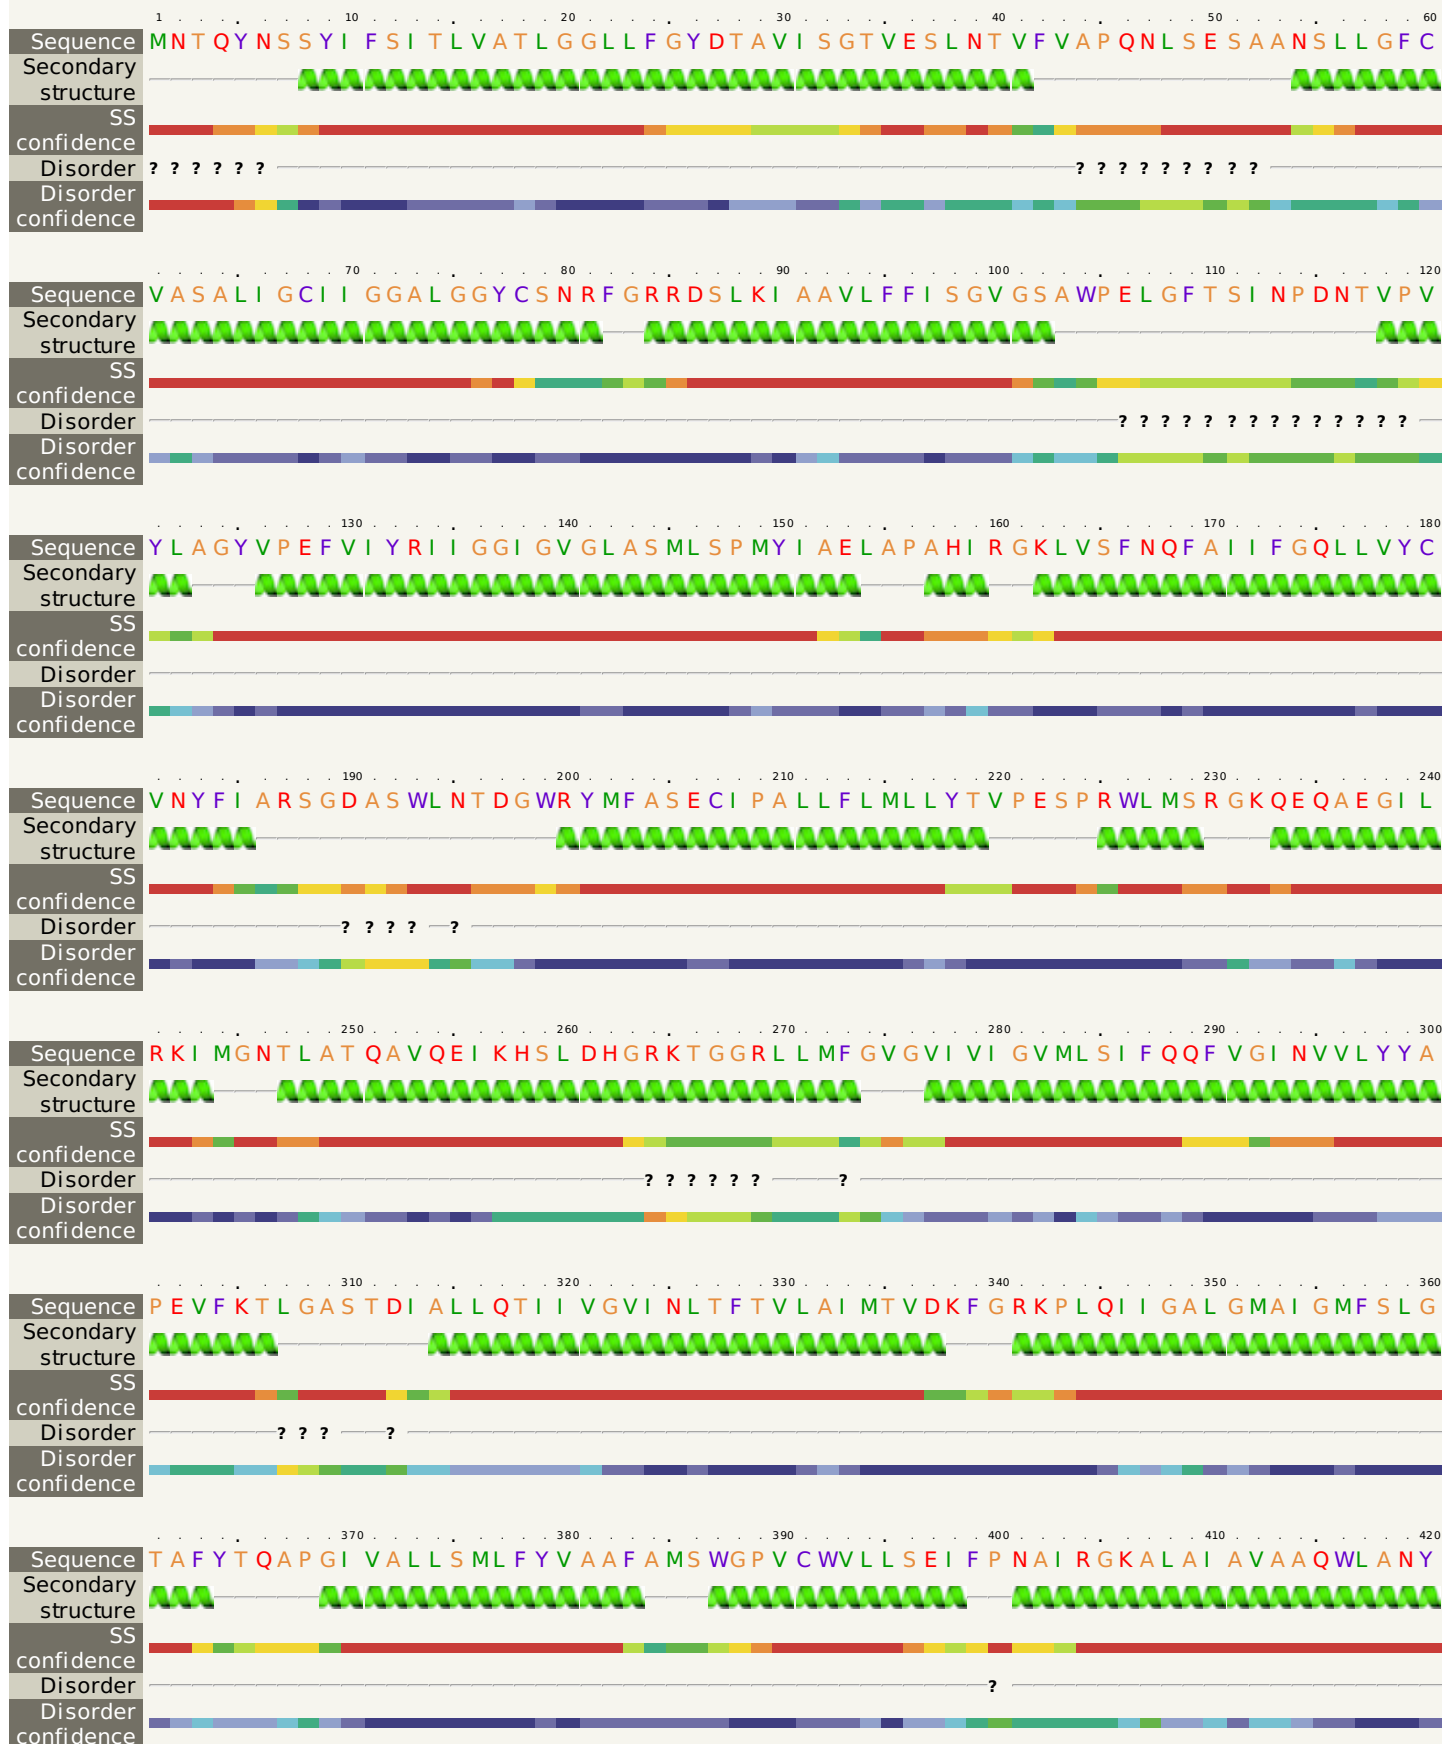 1 10 20 30 40 50 60
Sequence MNTQYNSSYIFSITLVATLGGLLFGYDTAVISGTVESLNTVFVAPQNLSESAANSLLGFC
Secondary
structure
SS
confidence
Disorder ? ? ? ? ? ? ? ? ? ? ? ? ? ? ?
Disorder
confidence
70 80 90 100 110 120
Sequence VASALIGCIIGGALGGYCSNRFGRRDSLKIAAVLFFISGVGSAWPELGFTSINPDNTVPV
Secondary
structure
SS
confidence
Disorder ? ? ? ? ? ? ? ? ? ? ? ? ? ?
Disorder
confidence
130 140 150 160 170 180
Sequence YLAGYVPEFVIYRIIGGIGVGLASMLSPMYIAELAPAHIRGKLVSFNQFAIIFGQLLVYC
Secondary
structure
SS
confidence
Disorder
Disorder
confidence
190 200 210 220 230 240
Sequence VNYFIARSGDASWLNTDGWRYMFASECIPALLFLMLLYTVPESPRWLMSRGKQEQAEGIL
Secondary
structure
SS
confidence
Disorder ? ? ? ? ?
Disorder
confidence
250 260 270 280 290 300
Sequence RKIMGNTLATQAVQEIKHSLDHGRKTGGRLLMFGVGVIVIGVMLSIFQQFVGINVVLYYA
Secondary
structure
SS
confidence
Disorder ? ? ? ? ? ? ?
Disorder
confidence
310 320 330 340 350 360
Sequence PEVFKTLGASTDIALLQTIIVGVINLTFTVLAIMTVDKFGRKPLQIIGALGMAIGMFSLG
Secondary
structure
SS
confidence
Disorder ? ? ? ?
Disorder
confidence
370 380 390 400 410 420
Sequence TAFYTQAPGIVALLSMLFYVAAFAMSWGPVCWVLLSEIFPNAIRGKALAIAVAAQWLANY
Secondary
structure
SS
confidence
Disorder ?
Disorder
confidence